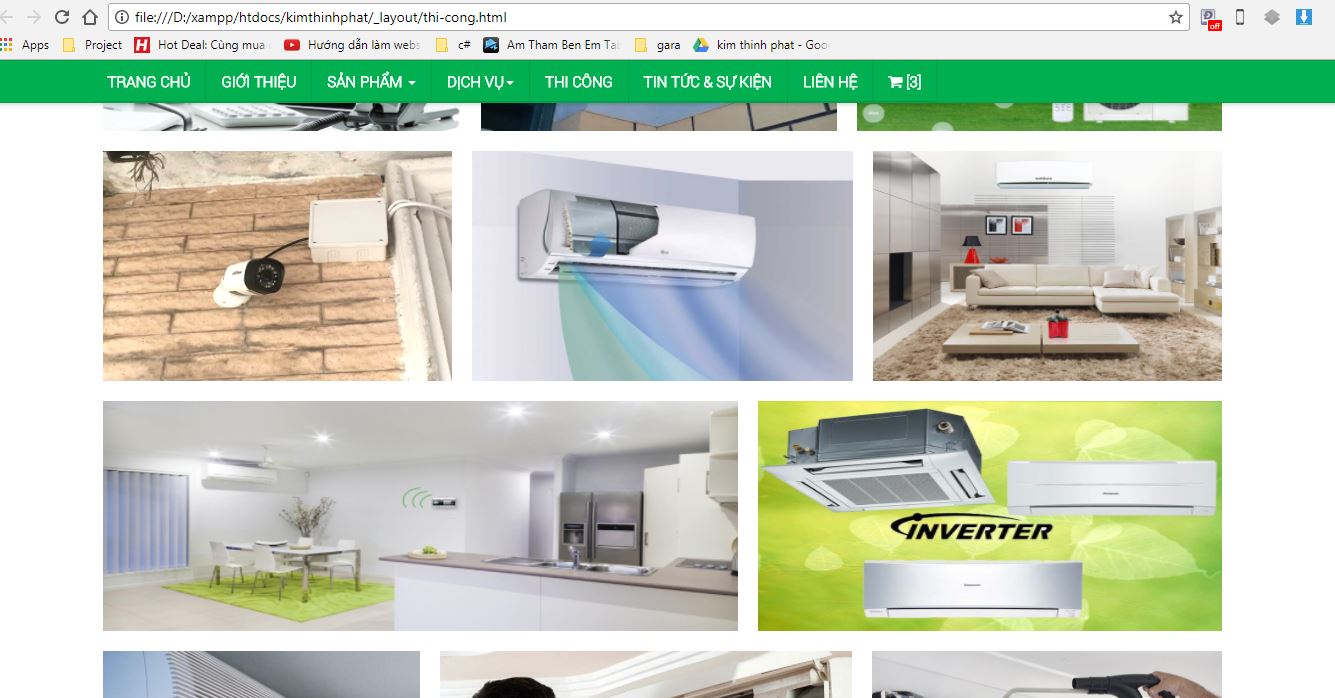 file:///D:/xampp/htdocs/kimthinhphat/_layout/thi-cong.html
off
Apps Project H Hot Deal: Cùng mua Hướng dẫn làm webs c# Am Tham Ben Em Tab gara kim thinh phat - Goo
TRANG CHỦ GIỚI THIỆU SẢN PHẨM DỊCH VỤ THI CÔNG TIN TỨC & SỰ KIỆN LIÊN HỆ [3]
INVERTER